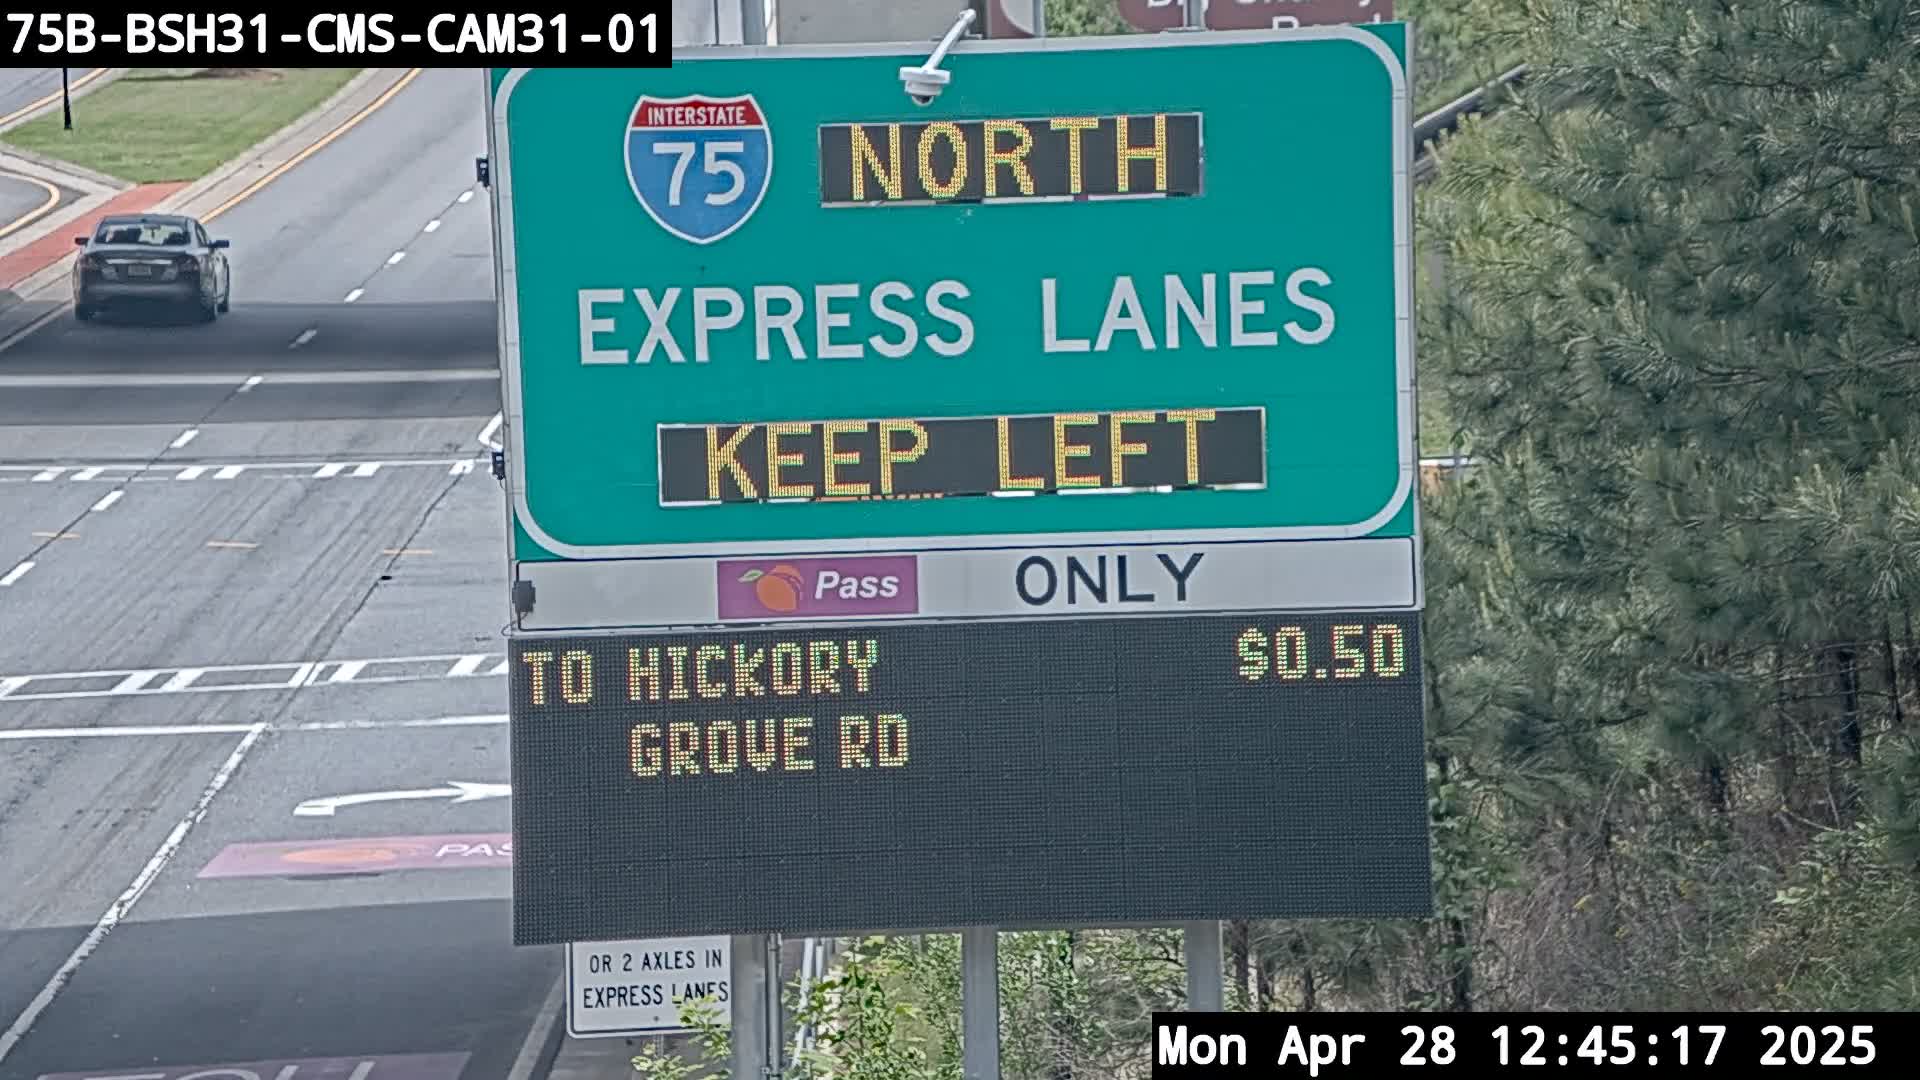 75B-BSH31-CMS-CAM31-01
INTERSTATE
75
NORTH
EXPRESS LANES
KEEP LEFT
Pass ONLY
TO HICKORY $0.50
GROVE RD
PAS
OR 2 AXLES IN
EXPRESS LANES
Mon Apr 28 12:45:17 2025